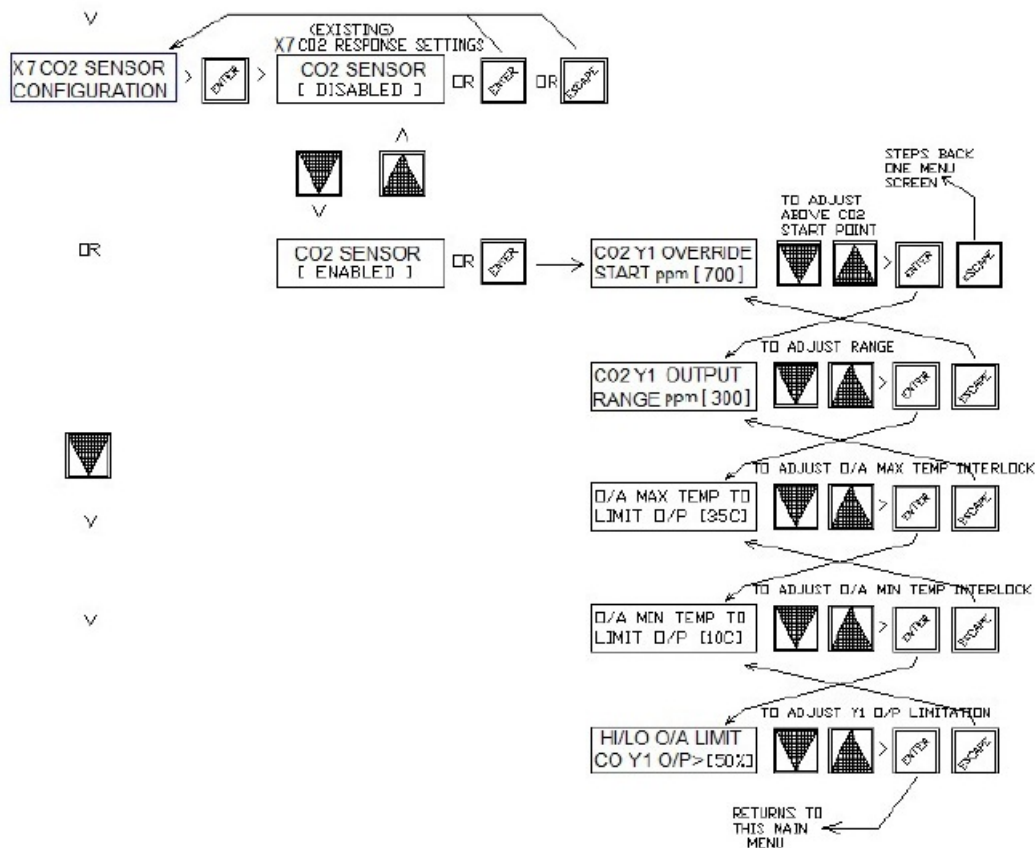 (EXISTING)
X7 CO2 RESPONSE SETTINGS
X7 CO2 SENSOR
CONFIGURATION
>
ENTER
>
CO2 SENSOR
[ DISABLED ]
OR
ENTER
OR
ESCAPE
STEPS BACK
ONE MENU
SCREEN
TO ADJUST
ABOVE CO2
START POINT
OR
CO2 SENSOR
[ ENABLED ]
OR
ENTER
CO2 Y1 OVERRIDE
START ppm [ 700 ]
>
ENTER
ESCAPE
TO ADJUST RANGE
CO2 Y1 OUTPUT
RANGE ppm [ 300 ]
>
ENTER
ESCAPE
TO ADJUST O/A MAX TEMP INTERLOCK
O/A MAX TEMP TO
LIMIT O/P [35C]
>
ENTER
ESCAPE
TO ADJUST O/A MIN TEMP INTERLOCK
O/A MIN TEMP TO
LIMIT O/P [10C]
>
ENTER
ESCAPE
TO ADJUST Y1 O/P LIMITATION
HI/LO O/A LIMIT
CO Y1 O/P>[50%]
>
ENTER
ESCAPE
RETURNS TO
THIS MAIN
MENU